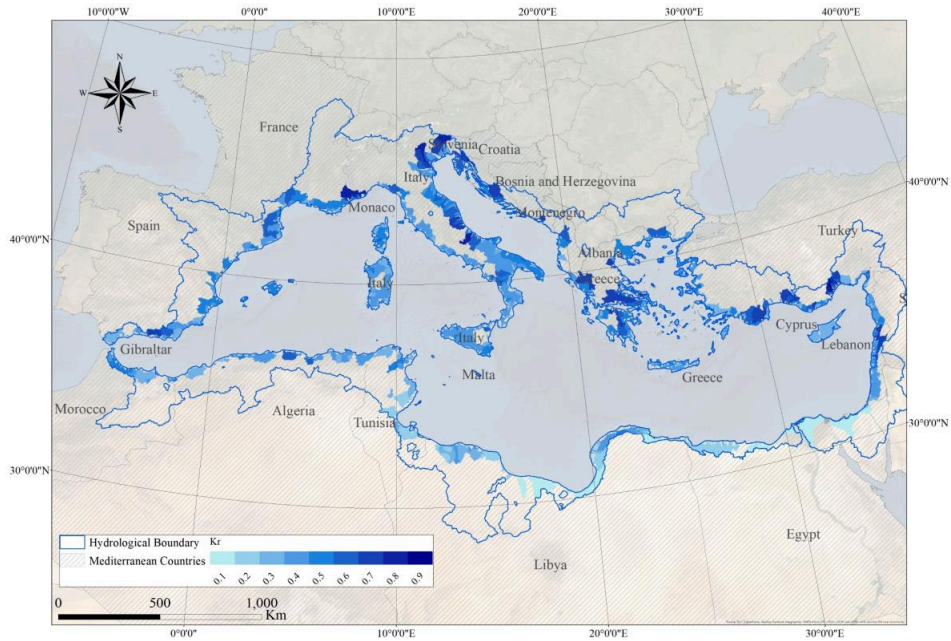 10°0'0"W
0°0'0"
10°0'0"E
20°0'0"E
30°0'0"E
40°0'0"E
N
W E
S
France
Slovenia
Croatia
Italy
Bosnia and Herzegovina
Monaco
Montenegro
Spain
40°0'0"N
40°0'0"N
Turkey
Albania
Italy
Greece
S
Cyprus
Italy
Lebanon
Gibraltar
Malta
Greece
Morocco
Algeria
Tunisia
30°0'0"N
30°0'0"N
Egypt
Libya
Hydrological Boundary
Kr
Mediterranean Countries
0.1 0.2 0.3 0.4 0.5 0.6 0.7 0.8 0.9
0 500 1,000
Km
0°0'0"
10°0'0"E
20°0'0"E
30°0'0"E